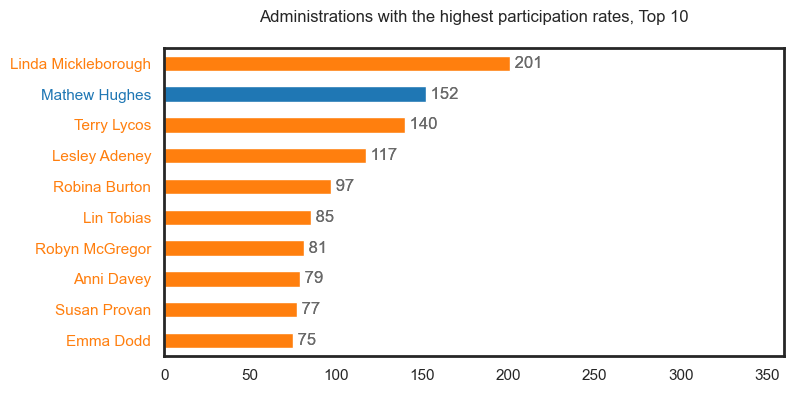 Administrations with the highest participation rates, Top 10
Linda Mickleborough 201
Mathew Hughes 152
Terry Lycos 140
Lesley Adeney 117
Robina Burton 97
Lin Tobias 85
Robyn McGregor 81
Anni Davey 79
Susan Provan 77
Emma Dodd 75
0 50 100 150 200 250 300 350